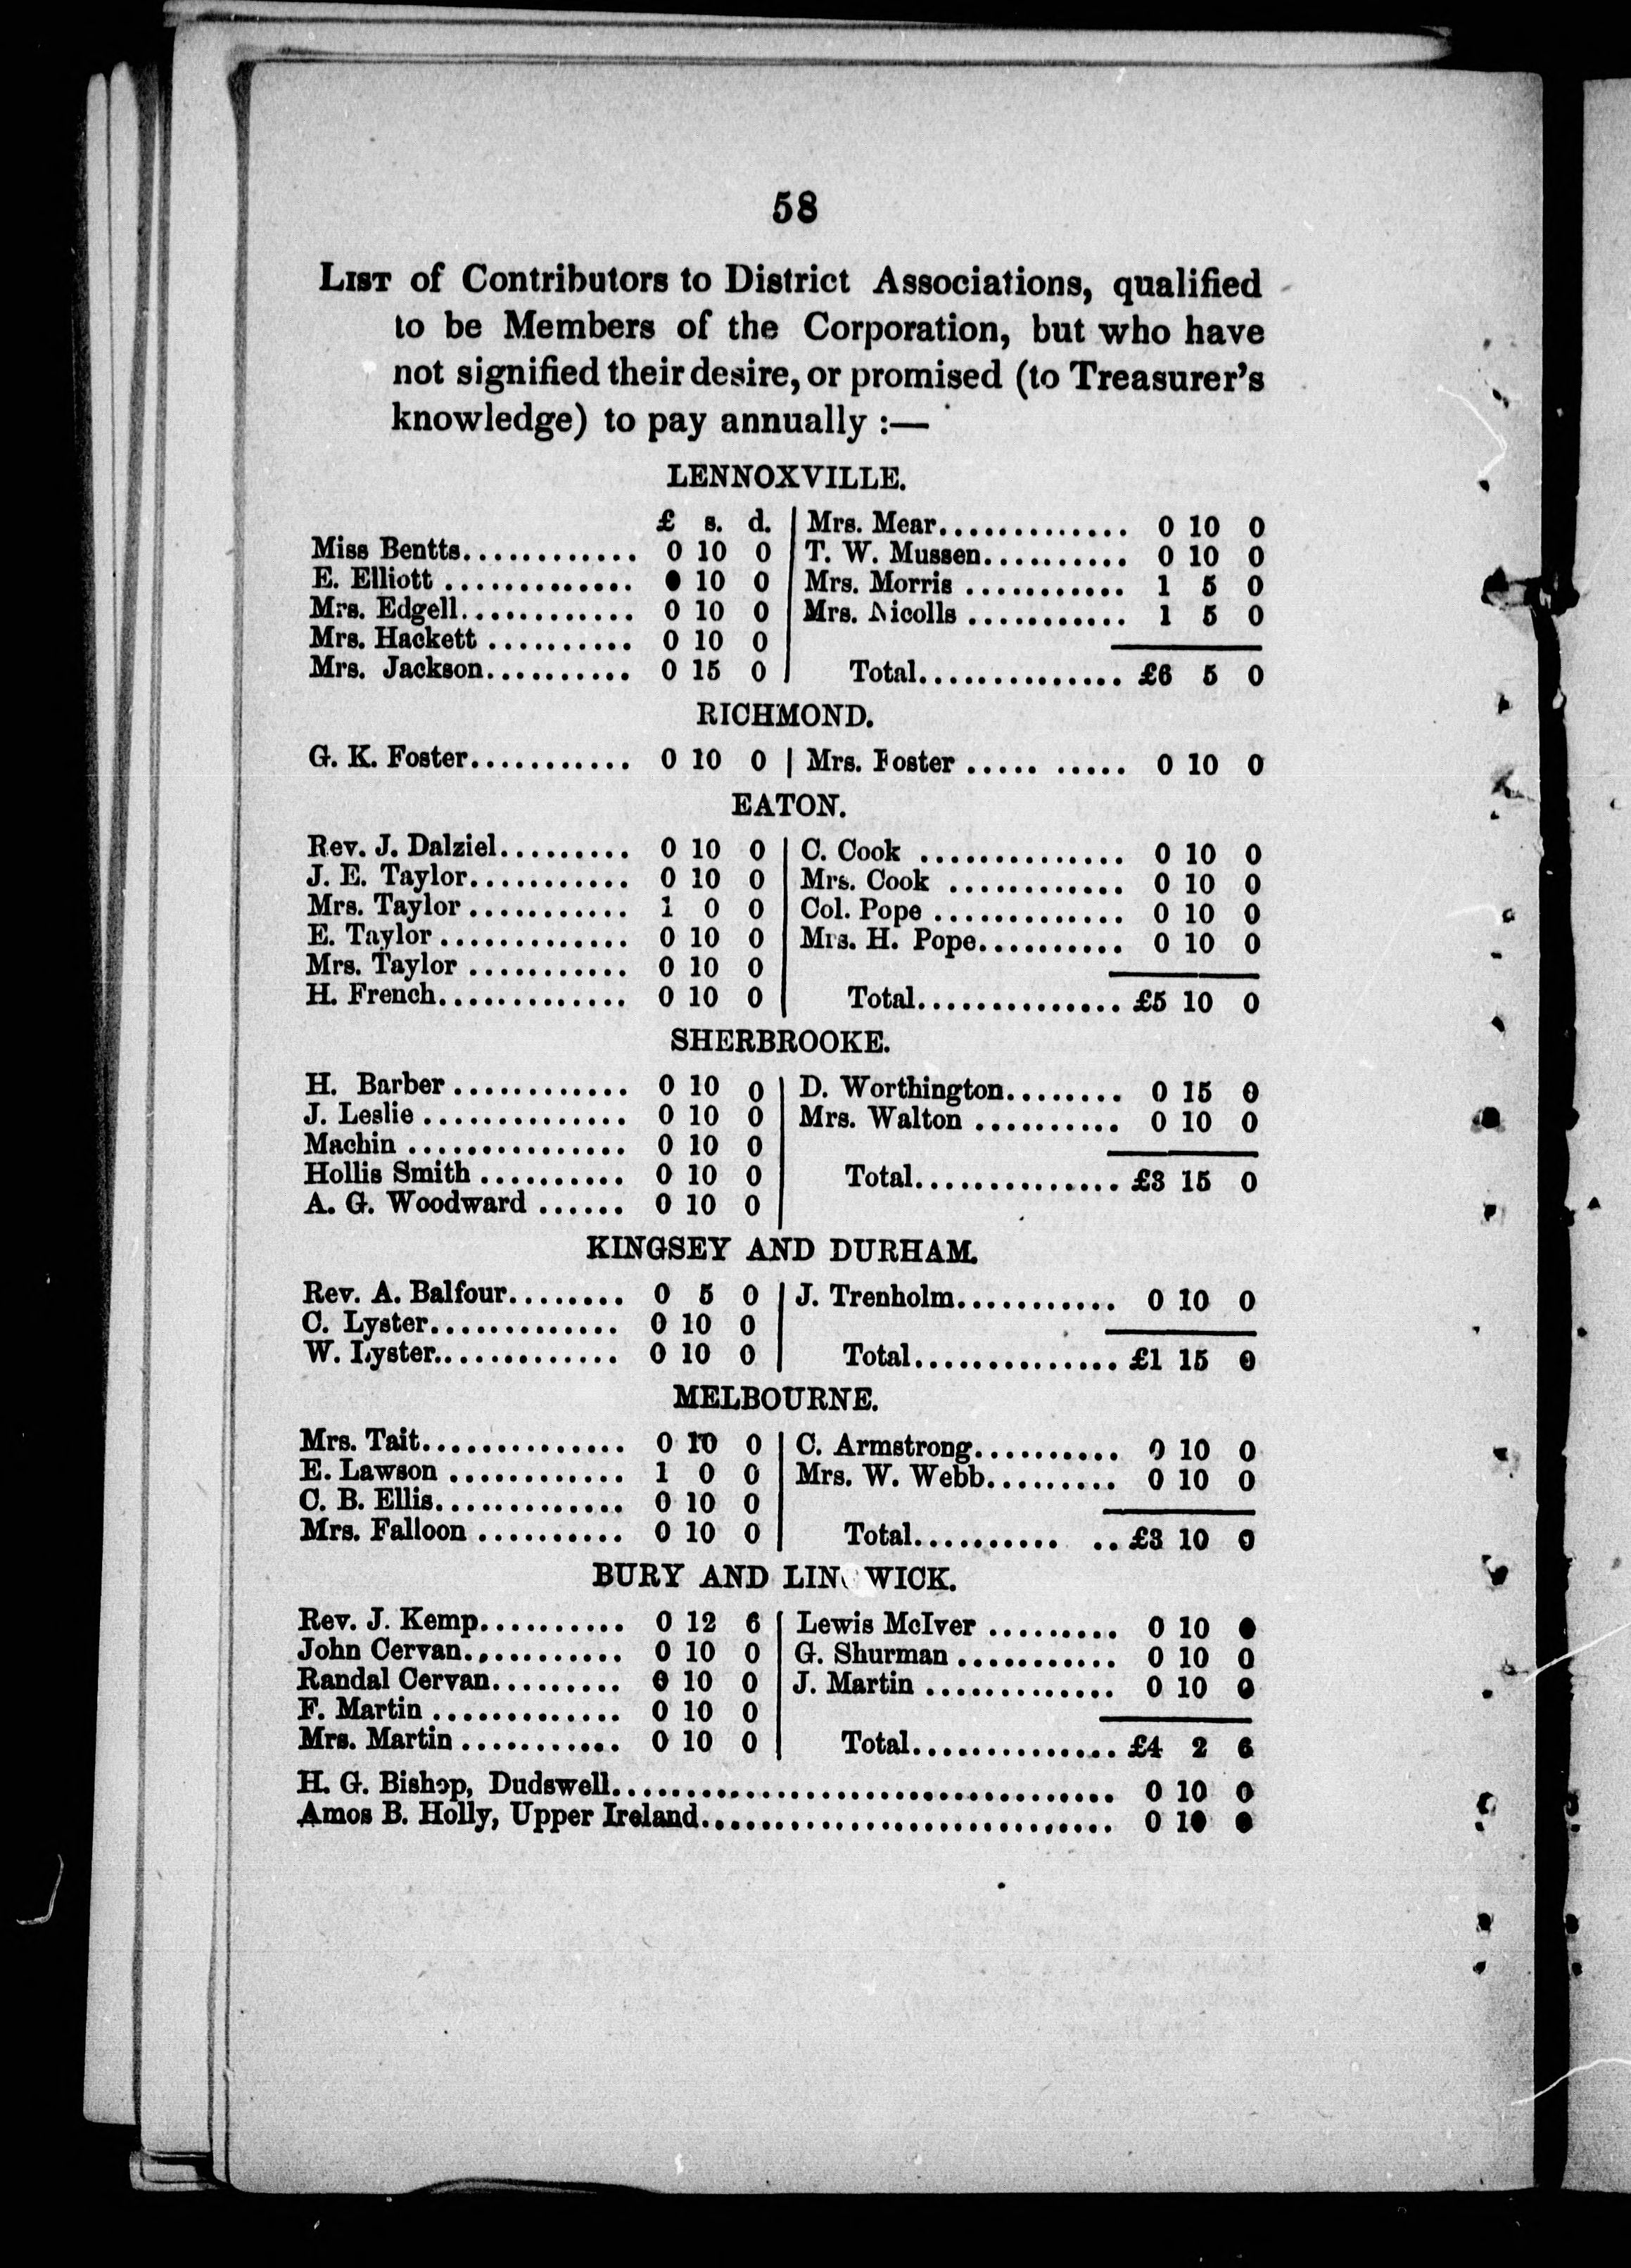 58
LIST of Contributors to District Associations, qualified
to be Members of the Corporation, but who have
not signified their desire, or promised (to Treasurer's
knowledge) to pay annually :—
LENNOXVILLE.
£ s. d.
Miss Bentts............ 0 10 0
E. Elliott ............. 0 10 0
Mrs. Edgell............ 0 10 0
Mrs. Hackett .......... 0 10 0
Mrs. Jackson.......... 0 15 0
Mrs. Mear............. 0 10 0
T. W. Mussen.......... 0 10 0
Mrs. Morris ........... 1 5 0
Mrs. Nicolls ........... 1 5 0
Total.............. £6 5 0
RICHMOND.
G. K. Foster........... 0 10 0
Mrs. Foster ..... ..... 0 10 0
EATON.
Rev. J. Dalziel......... 0 10 0
J. E. Taylor........... 0 10 0
Mrs. Taylor ........... 1 0 0
E. Taylor ............. 0 10 0
Mrs. Taylor ........... 0 10 0
H. French............. 0 10 0
C. Cook .............. 0 10 0
Mrs. Cook ............ 0 10 0
Col. Pope ............. 0 10 0
Mrs. H. Pope.......... 0 10 0
Total.............. £5 10 0
SHERBROOKE.
H. Barber ............ 0 10 0
J. Leslie .............. 0 10 0
Machin ............... 0 10 0
Hollis Smith .......... 0 10 0
A. G. Woodward ...... 0 10 0
D. Worthington........ 0 15 0
Mrs. Walton .......... 0 10 0
Total.............. £3 15 0
KINGSEY AND DURHAM.
Rev. A. Balfour........ 0 5 0
C. Lyster............. 0 10 0
W. Lyster............. 0 10 0
J. Trenholm........... 0 10 0
Total.............. £1 15 0
MELBOURNE.
Mrs. Tait.............. 0 10 0
E. Lawson ............ 1 0 0
C. B. Ellis............. 0 10 0
Mrs. Falloon .......... 0 10 0
C. Armstrong.......... 0 10 0
Mrs. W. Webb......... 0 10 0
Total.......... .. £3 10 0
BURY AND LINGWICK.
Rev. J. Kemp.......... 0 12 6
John Cervan........... 0 10 0
Randal Cervan......... 0 10 0
F. Martin ............. 0 10 0
Mrs. Martin ........... 0 10 0
Lewis McIver ......... 0 10 0
G. Shurman ........... 0 10 0
J. Martin ............. 0 10 0
Total.............. £4 2 6
H. G. Bishop, Dudswell.................................. 0 10 0
Amos B. Holly, Upper Ireland............................ 0 10 0